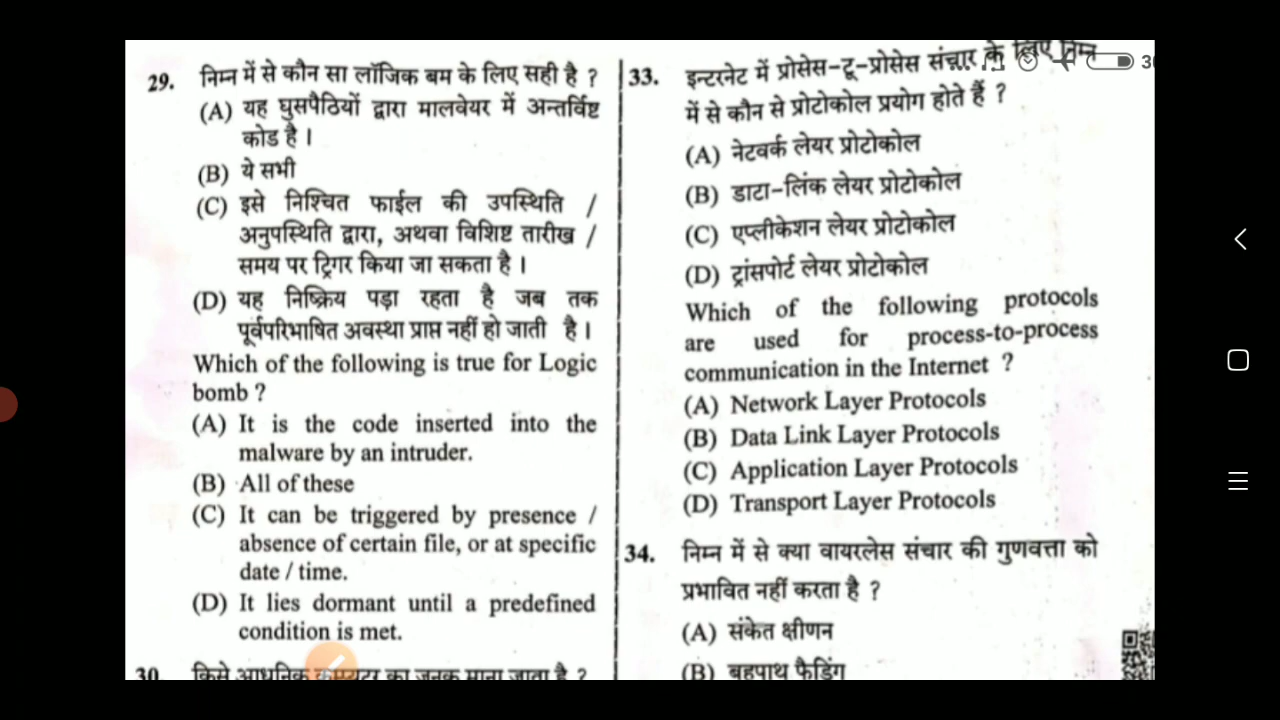 29. निम्न में से कौन सा लॉजिक बम के लिए सही है ?
(A) यह घुसपैठियों द्वारा मालवेयर में अन्तर्विष्ट
कोड है ।
(B) ये सभी
(C) इसे निश्चित फाईल की उपस्थिति /
अनुपस्थिति द्वारा, अथवा विशिष्ट तारीख /
समय पर ट्रिगर किया जा सकता है ।
(D) यह निष्क्रिय पड़ा रहता है जब तक
पूर्वपरिभाषित अवस्था प्राप्त नहीं हो जाती है ।
Which of the following is true for Logic
bomb ?
(A) It is the code inserted into the
malware by an intruder.
(B) All of these
(C) It can be triggered by presence /
absence of certain file, or at specific
date / time.
(D) It lies dormant until a predefined
condition is met.
30. किसे आधुनिक कम्प्यूटर का जनक माना जाता है ?
33. इन्टरनेट में प्रोसेस-टू-प्रोसेस संचार के लिए निम्न
में से कौन से प्रोटोकोल प्रयोग होते हैं ?
(A) नेटवर्क लेयर प्रोटोकोल
(B) डाटा-लिंक लेयर प्रोटोकोल
(C) एप्लीकेशन लेयर प्रोटोकोल
(D) ट्रांसपोर्ट लेयर प्रोटोकोल
Which of the following protocols
are used for process-to-process
communication in the Internet ?
(A) Network Layer Protocols
(B) Data Link Layer Protocols
(C) Application Layer Protocols
(D) Transport Layer Protocols
34. निम्न में से क्या वायरलेस संचार की गुणवत्ता को
प्रभावित नहीं करता है ?
(A) संकेत क्षीणन
(B) बहुपाथ फैडिंग